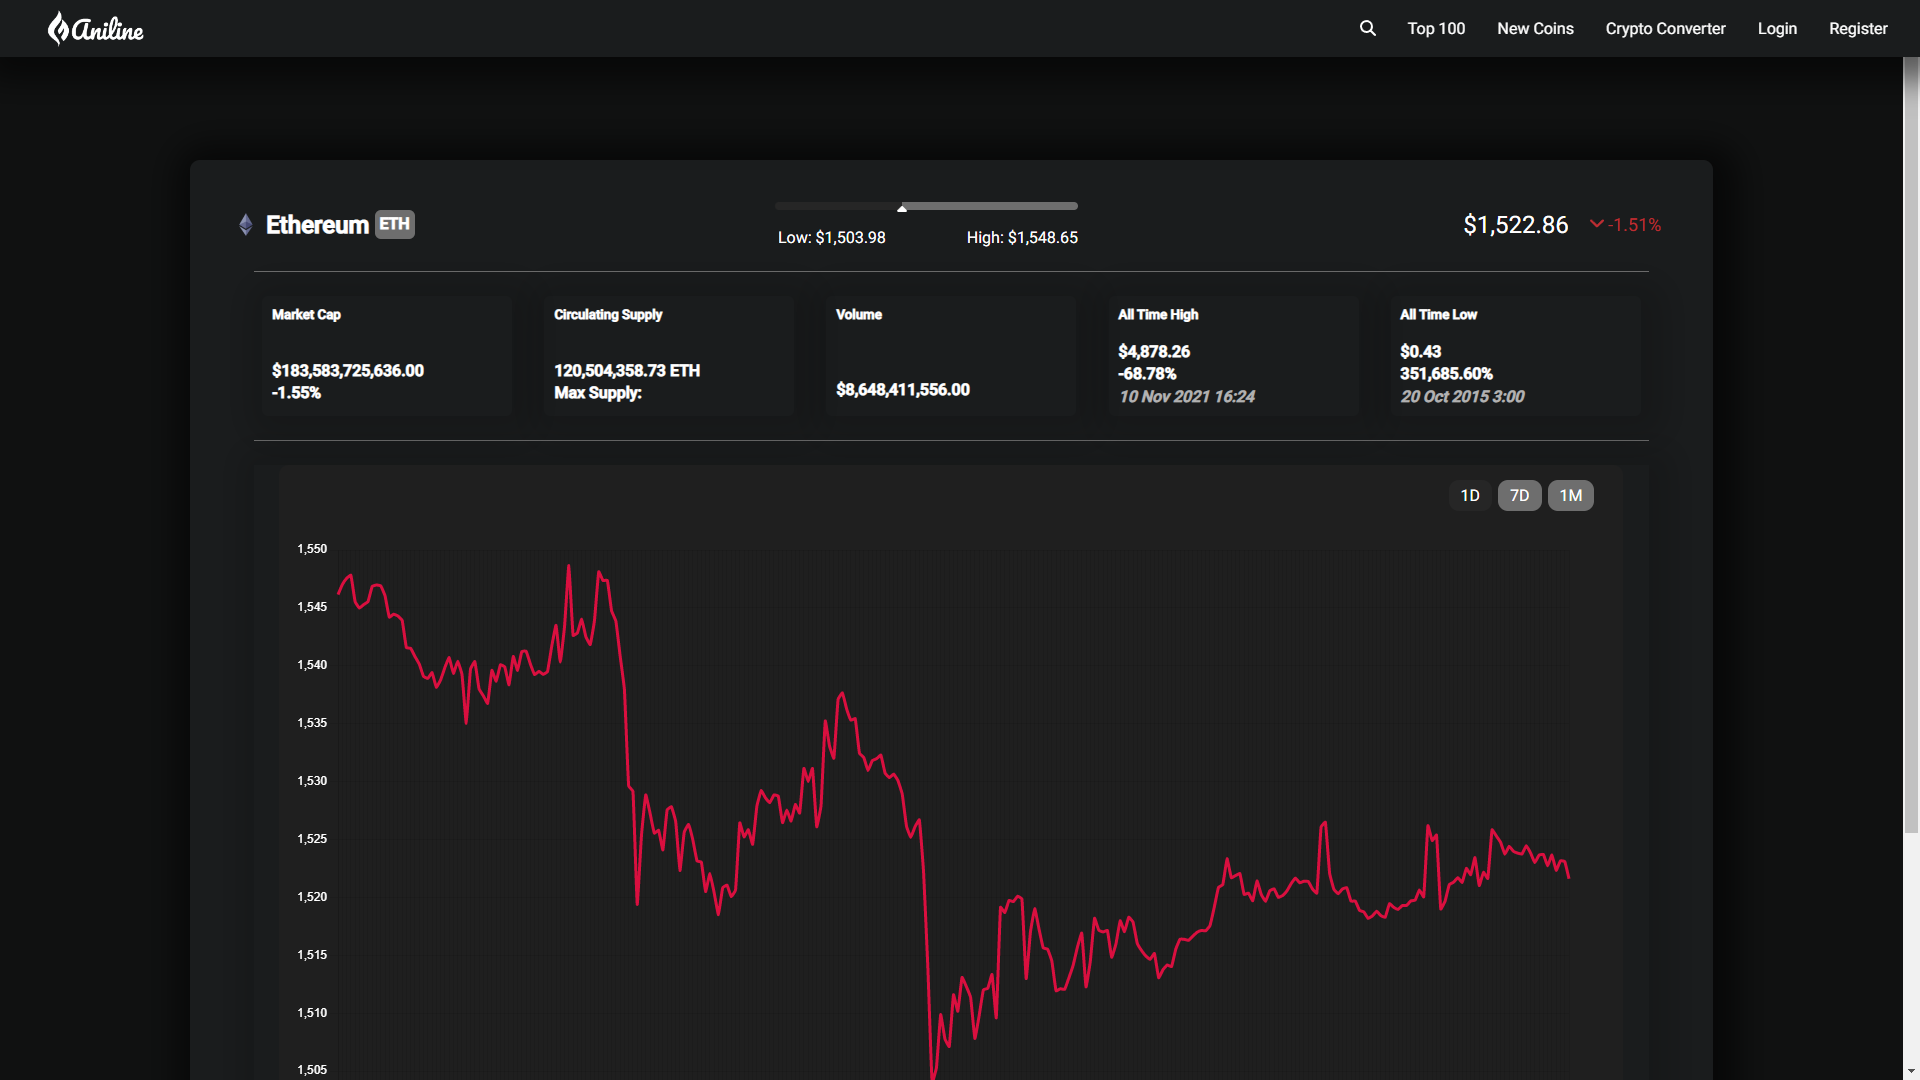 Aniline
Top 100 New Coins Crypto Converter Login Register
Ethereum ETH
Low: $1,503.98 High: $1,548.65
$1,522.86 -1.51%
Market Cap
$183,583,725,636.00
-1.55%
Circulating Supply
120,504,358.73 ETH
Max Supply:
Volume
$8,648,411,556.00
All Time High
$4,878.26
-68.78%
10 Nov 2021 16:24
All Time Low
$0.43
351,685.60%
20 Oct 2015 3:00
1D 7D 1M
1,550
1,545
1,540
1,535
1,530
1,525
1,520
1,515
1,510
1,505